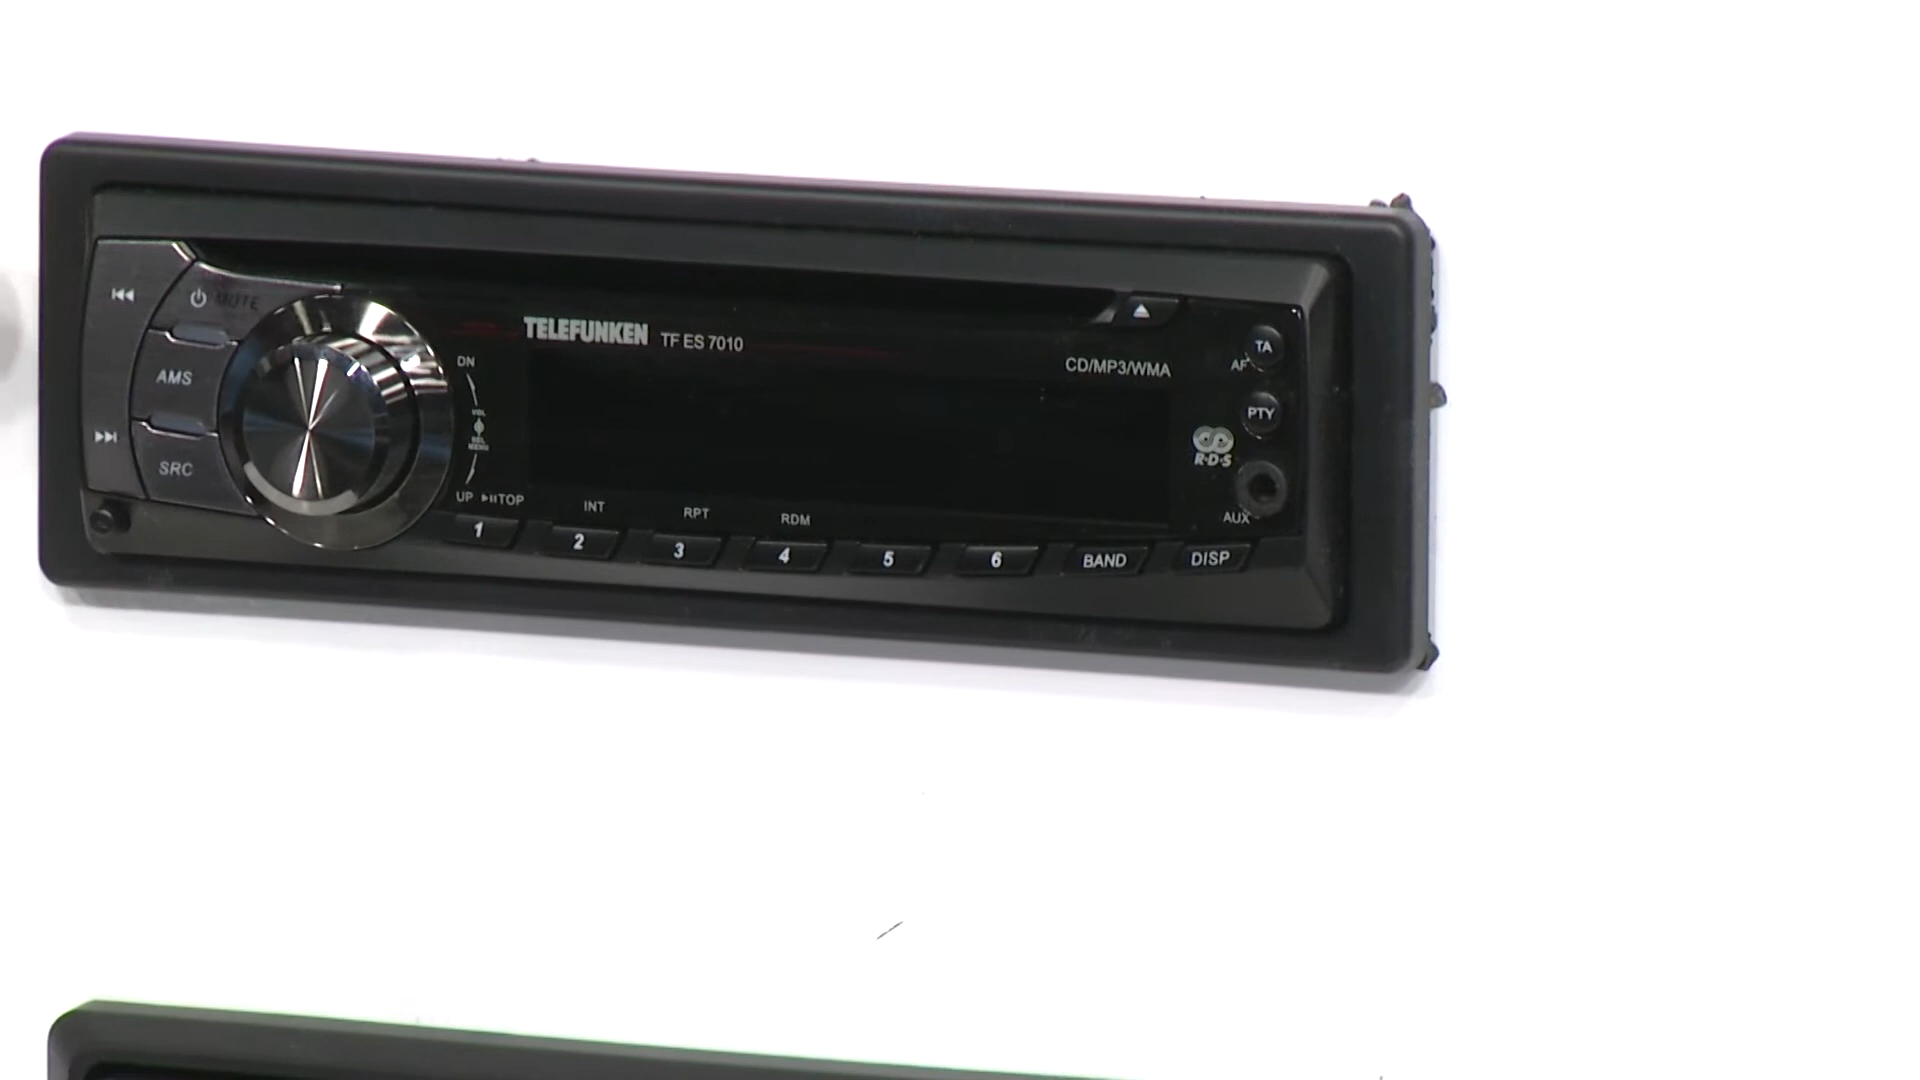 MUTE
AMS
SRC
TELEFUNKEN TF ES 7010
DN
VOL
SEL
MENU
UP TOP
INT
RPT
RDM
1
2
3
4
5
6
BAND
DISP
CD/MP3/WMA
TA
AF
PTY
R·D·S
AUX